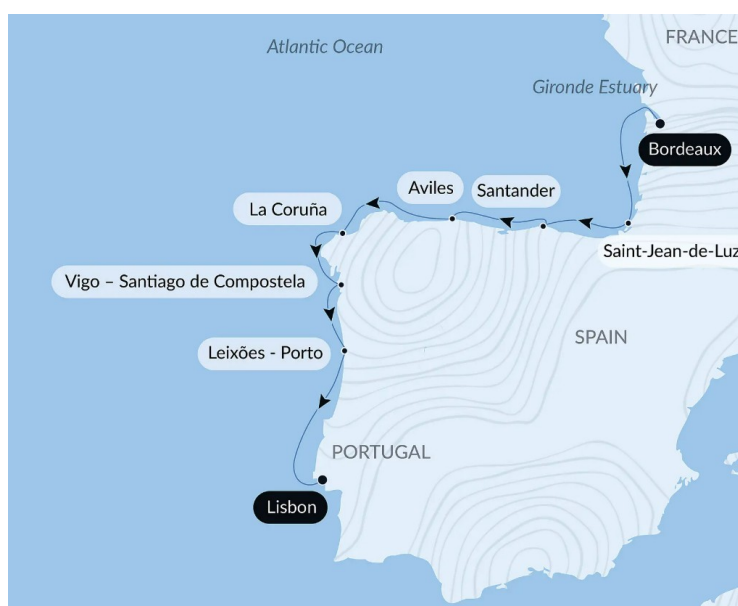 FRANCE
Atlantic Ocean
Gironde Estuary
Bordeaux
Aviles
Santander
La Coruña
Saint-Jean-de-Luz
Vigo – Santiago de Compostela
SPAIN
Leixões - Porto
PORTUGAL
Lisbon